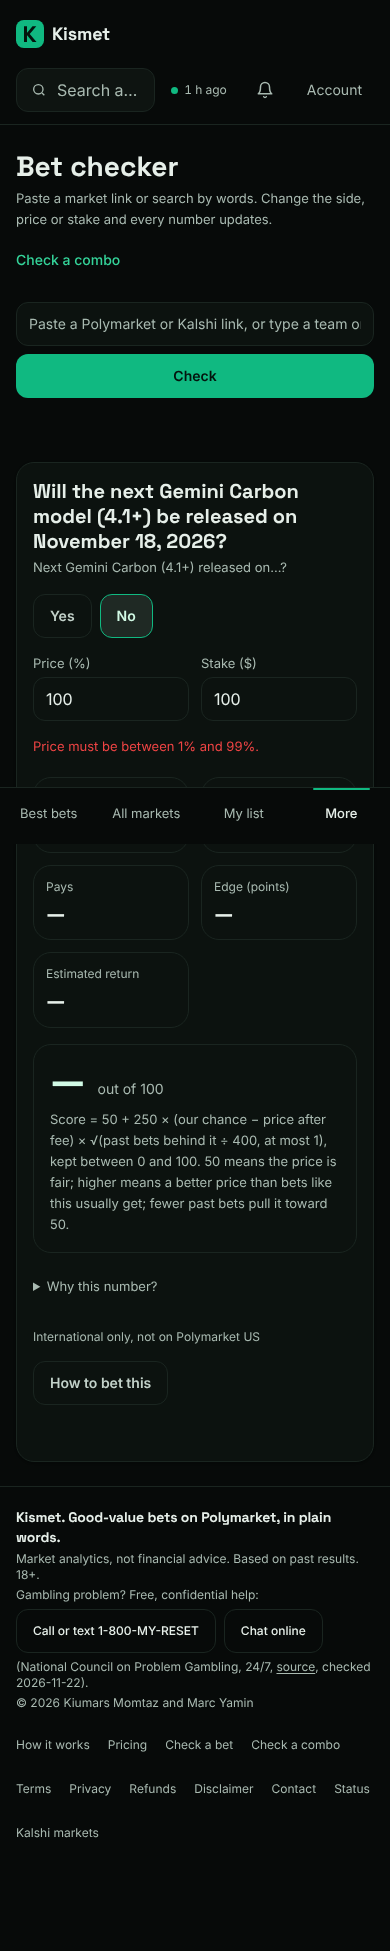 Kismet
Search a...
1 h ago
Account
Bet checker
Paste a market link or search by words. Change the side,
price or stake and every number updates.
Check a combo
Paste a Polymarket or Kalshi link, or type a team o
Check
Will the next Gemini Carbon
model (4.1+) be released on
November 18, 2026?
Next Gemini Carbon (4.1+) released on...?
Yes
No
Price (%)
Stake ($)
100
100
Price must be between 1% and 99%.
Best bets
All markets
My list
More
Pays
Edge (points)
—
—
Estimated return
—
— out of 100
Score = 50 + 250 × (our chance − price after
fee) × √(past bets behind it ÷ 400, at most 1),
kept between 0 and 100. 50 means the price is
fair; higher means a better price than bets like
this usually get; fewer past bets pull it toward
50.
Why this number?
International only, not on Polymarket US
How to bet this
Kismet. Good-value bets on Polymarket, in plain
words.
Market analytics, not financial advice. Based on past results.
18+.
Gambling problem? Free, confidential help:
Call or text 1-800-MY-RESET
Chat online
(National Council on Problem Gambling, 24/7, source, checked
2026-11-22).
© 2026 Kiumars Momtaz and Marc Yamin
How it works
Pricing
Check a bet
Check a combo
Terms
Privacy
Refunds
Disclaimer
Contact
Status
Kalshi markets